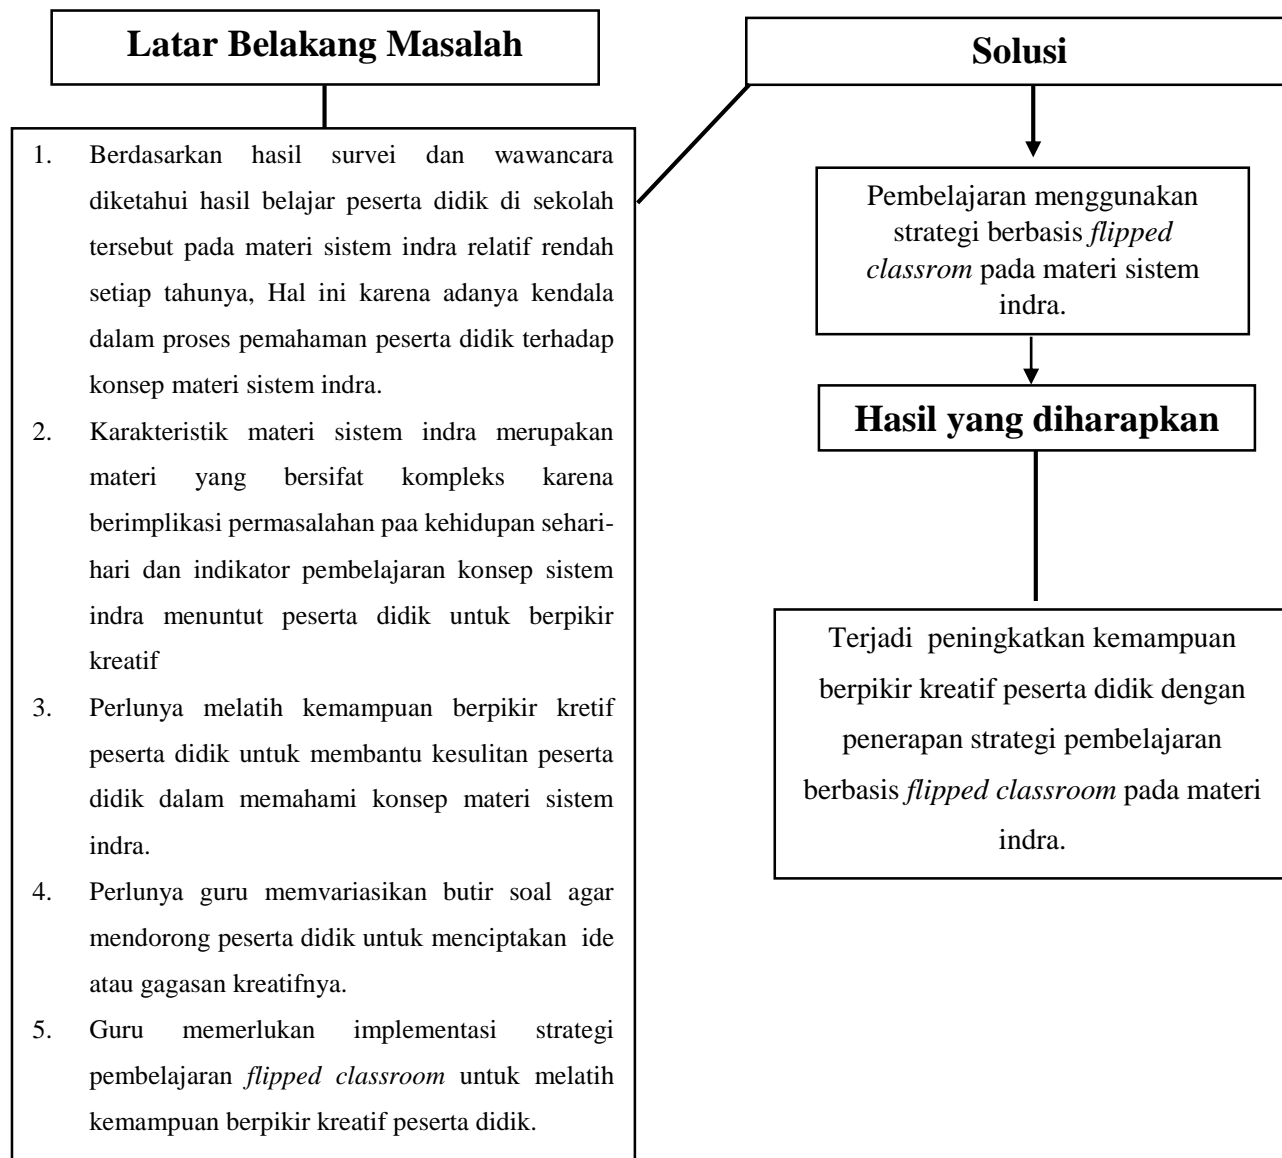 Latar Belakang Masalah
1. Berdasarkan hasil survei dan wawancara
diketahui hasil belajar peserta didik di sekolah
tersebut pada materi sistem indra relatif rendah
setiap tahunya, Hal ini karena adanya kendala
dalam proses pemahaman peserta didik terhadap
konsep materi sistem indra.
2. Karakteristik materi sistem indra merupakan
materi yang bersifat kompleks karena
berimplikasi permasalahan paa kehidupan sehari-
hari dan indikator pembelajaran konsep sistem
indra menuntut peserta didik untuk berpikir
kreatif
3. Perlunya melatih kemampuan berpikir kretif
peserta didik untuk membantu kesulitan peserta
didik dalam memahami konsep materi sistem
indra.
4. Perlunya guru memvariasikan butir soal agar
mendorong peserta didik untuk menciptakan ide
atau gagasan kreatifnya.
5. Guru memerlukan implementasi strategi
pembelajaran flipped classroom untuk melatih
kemampuan berpikir kreatif peserta didik.
Solusi
Pembelajaran menggunakan
strategi berbasis flipped
classrom pada materi sistem
indra.
Hasil yang diharapkan
Terjadi peningkatkan kemampuan
berpikir kreatif peserta didik dengan
penerapan strategi pembelajaran
berbasis flipped classroom pada materi
indra.